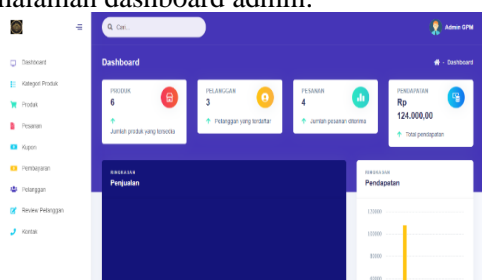 halaman dashboard admin.
Cari...
Admin GPM
Dashboard
Dashboard
Kategori Produk
Produk
Pesanan
Kupon
Pembayaran
Pelanggan
Review Pelanggan
Kontak
Dashboard
PRODUK
6
Jumlah produk yang tersedia
PELANGGAN
3
Pelanggan yang terdaftar
PESANAN
4
Jumlah pesanan diterima
PENDAPATAN
Rp
124.000,00
Total pendapatan
RINGKASAN
Penjualan
RINGKASAN
Pendapatan